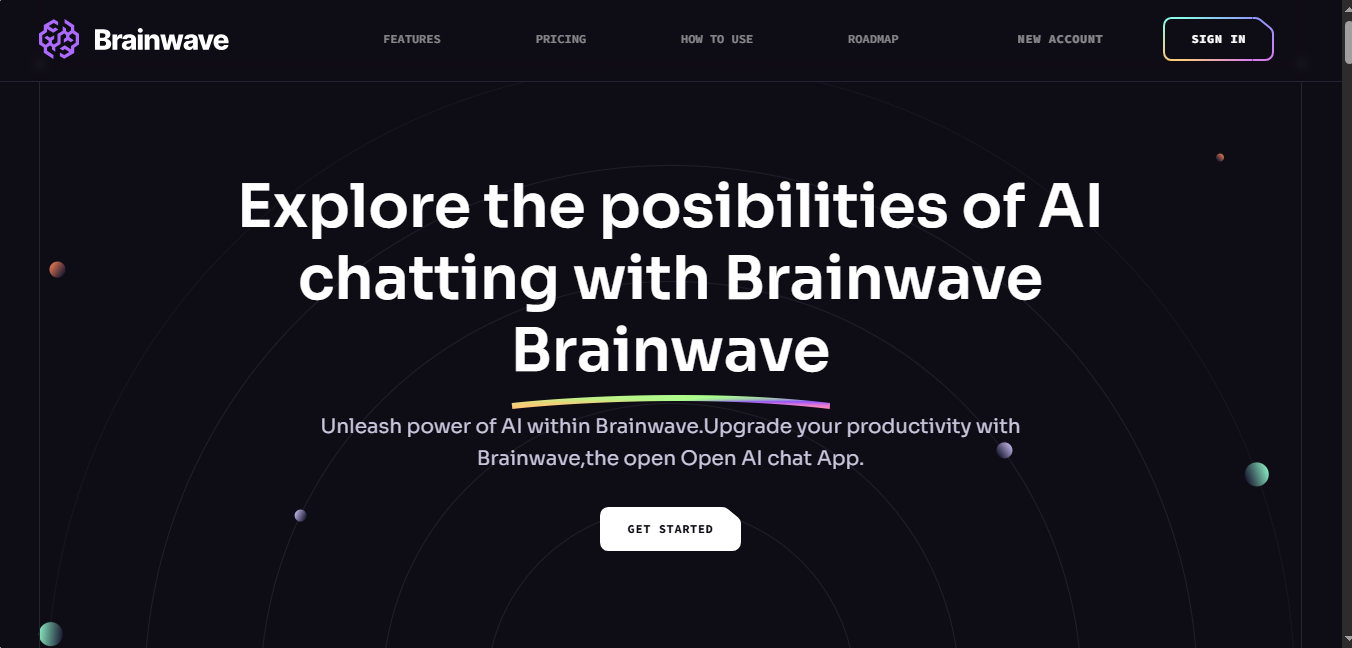 Brainwave
FEATURES
PRICING
HOW TO USE
ROADMAP
NEW ACCOUNT
SIGN IN
Explore the posibilities of AI
chatting with Brainwave
Brainwave
Unleash power of AI within Brainwave.Upgrade your productivity with
Brainwave,the open Open AI chat App.
GET STARTED